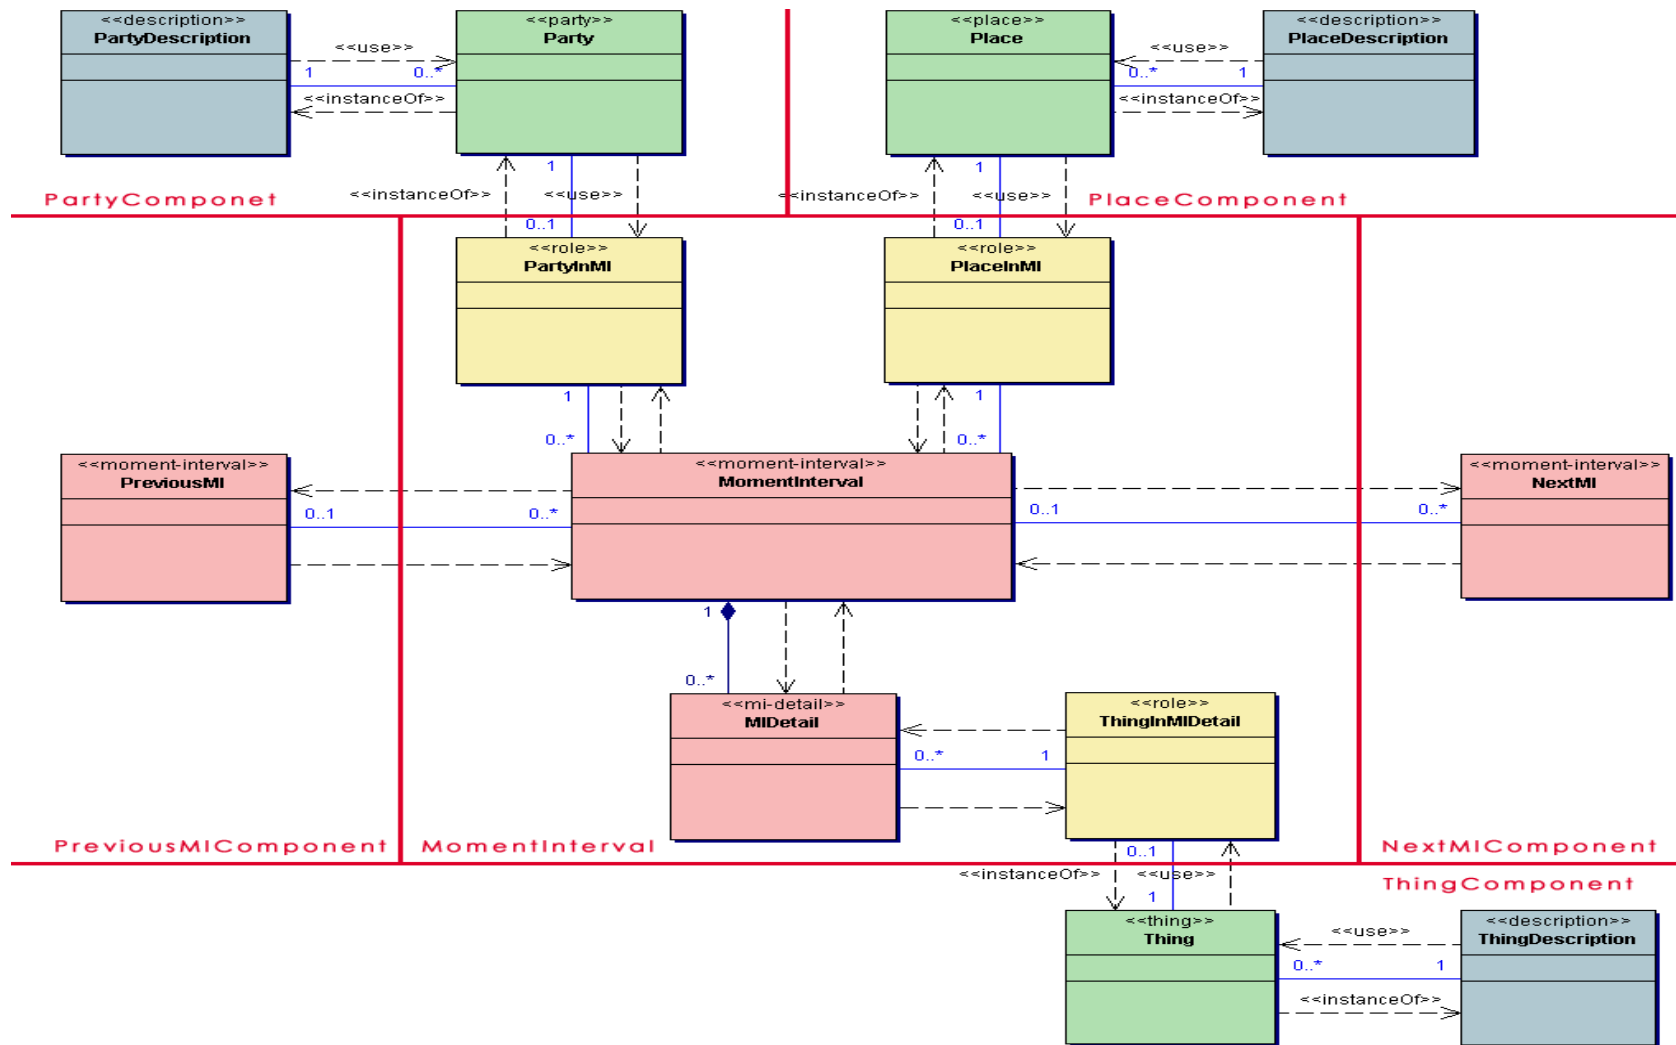 <<description>>
PartyDescription
<<use>>
1
0..*
<<instanceOf>>
<<party>>
Party
<<place>>
Place
<<use>>
0..*
1
<<instanceOf>>
<<description>>
PlaceDescription
PartyComponet
<<instanceOf>>
1
<<use>>
0..1
<<instanceOf>>
1
<<use>>
0..1
PlaceComponent
<<role>>
PartyInMI
<<role>>
PlaceInMI
1
0..*
1
0..*
<<moment-interval>>
PreviousMI
0..1
0..*
<<moment-interval>>
MomentInterval
0..1
0..*
<<moment-interval>>
NextMI
1
0..*
<<mi-detail>>
MIDetail
0..*
1
<<role>>
ThingInMIDetail
PreviousMIComponent
MomentInterval
NextMIComponent
0..1
<<instanceOf>>
<<use>>
1
ThingComponent
<<thing>>
Thing
<<use>>
0..*
1
<<instanceOf>>
<<description>>
ThingDescription